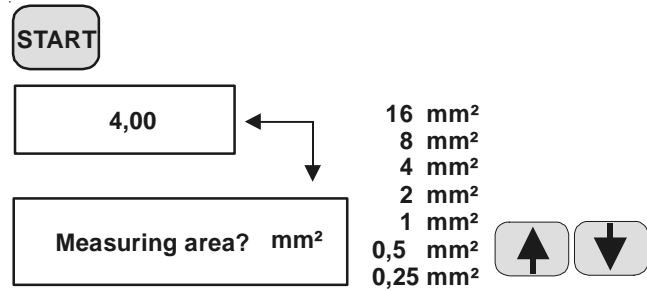 START
4,00
Measuring area? mm²
16 mm²
8 mm²
4 mm²
2 mm²
1 mm²
0,5 mm²
0,25 mm²